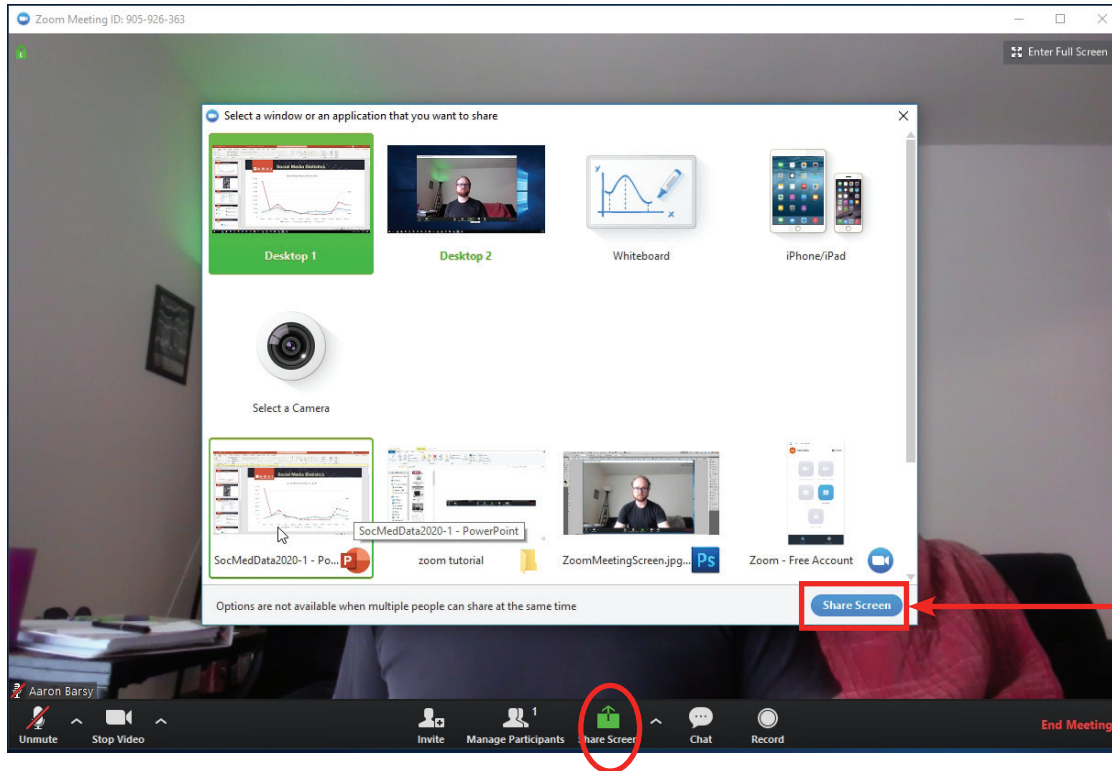 Zoom Meeting ID: 905-926-363
Enter Full Screen
Select a window or an application that you want to share
Social Media Statistics
Desktop 1
Desktop 2
Whiteboard
iPhone/iPad
Select a Camera
Social Media Statistics
SocMedData2020-1 - PowerPoint
SocMedData2020-1 - Po...
zoom tutorial
ZoomMeetingScreen.jpg...
Ps
Zoom - Free Account
Options are not available when multiple people can share at the same time
Share Screen
Aaron Barsy
Unmute
Stop Video
Invite
1
Manage Participants
Share Screen
Chat
Record
End Meeting